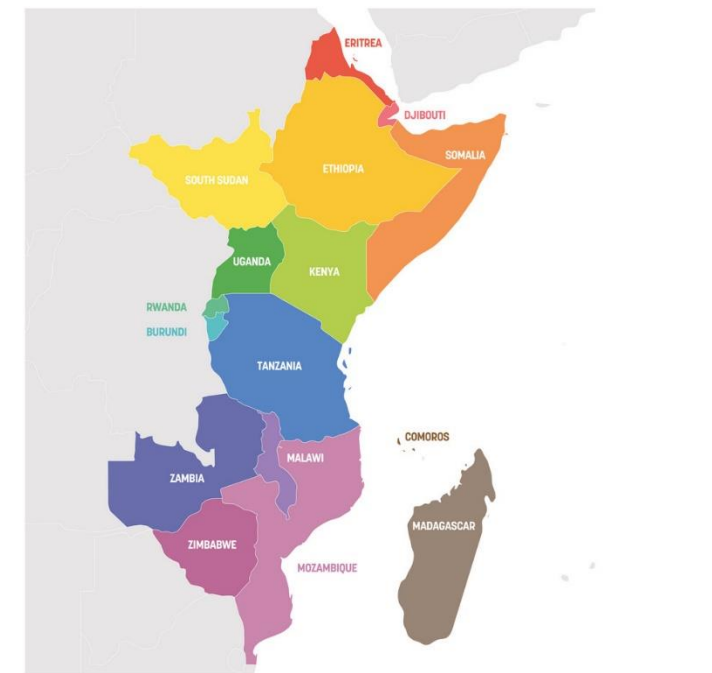 ERITREA
DJIBOUTI
SOMALIA
ETHIOPIA
SOUTH SUDAN
UGANDA
KENYA
RWANDA
BURUNDI
TANZANIA
COMOROS
MALAWI
ZAMBIA
MADAGASCAR
ZIMBABWE
MOZAMBIQUE